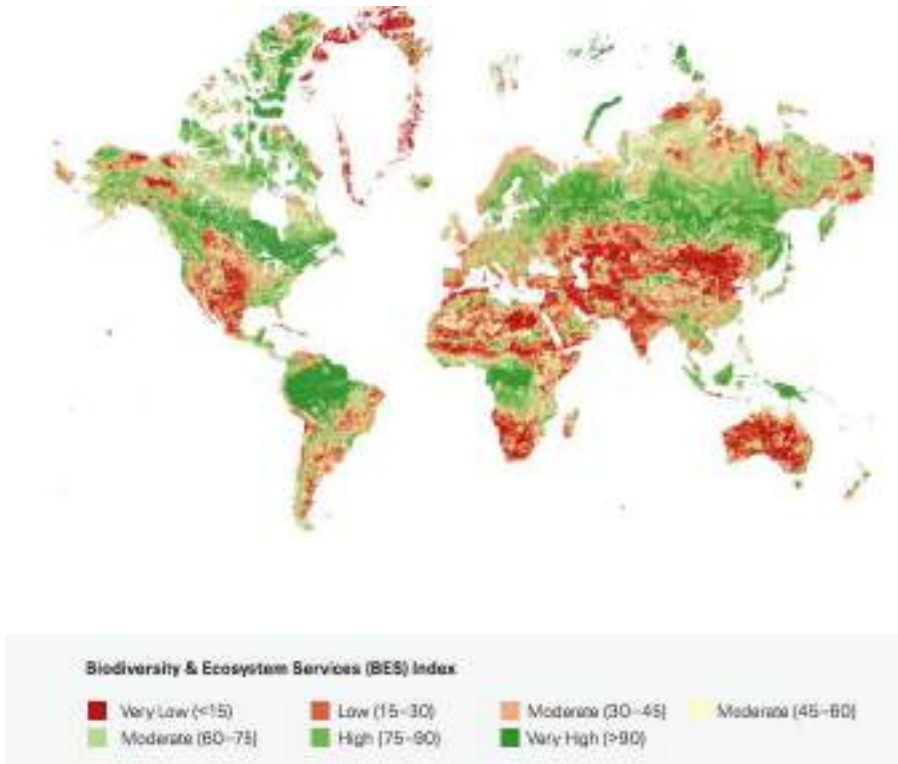 Biodiversity & Ecosystem Services (BES) Index
Very Low (<15) Low (15–30) Moderate (30–45) Moderate (45–60)
Moderate (60–75) High (75–90) Very High (>90)